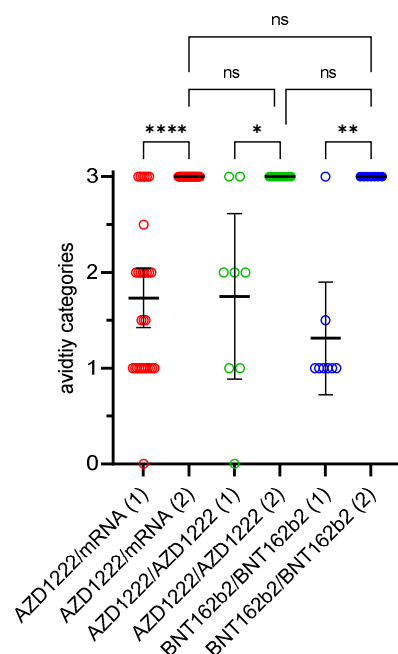 ns
ns ns
**** * **
3
2
1
0
avidtiy categories
AZD1222/mRNA (1)
AZD1222/mRNA (2)
AZD1222/AZD1222 (1)
AZD1222/AZD1222 (2)
BNT162b2/BNT162b2 (1)
BNT162b2/BNT162b2 (2)